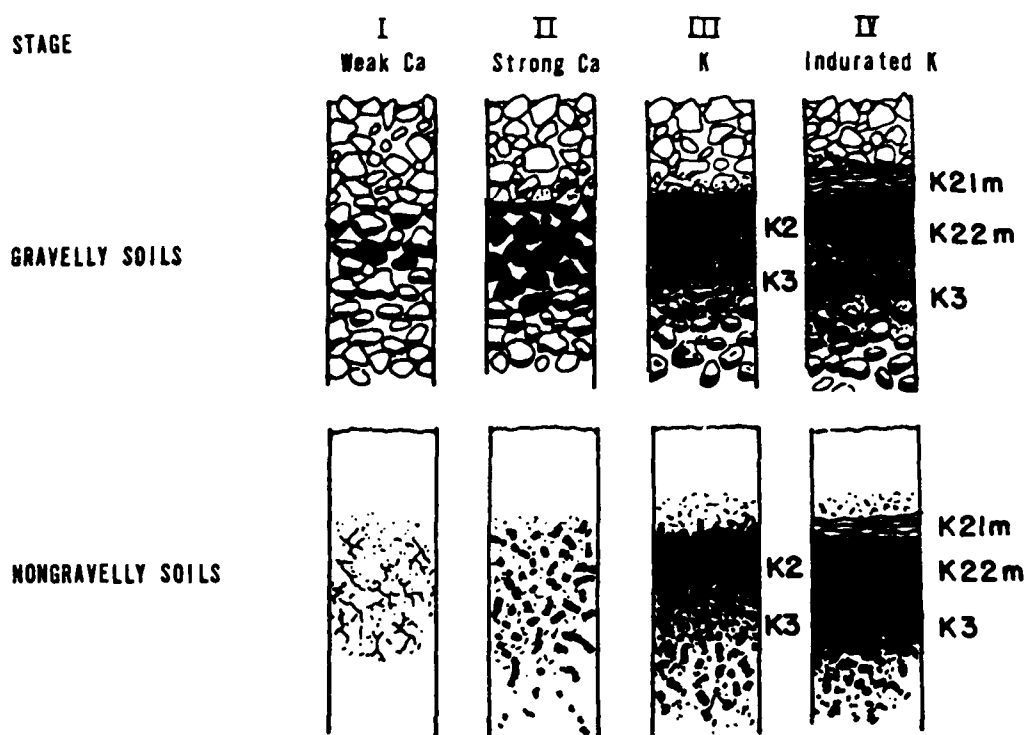 STAGE
I
Weak Ca
II
Strong Ca
III
K
IV
Indurated K
GRAVELLY SOILS
K2
K3
K21m
K22m
K3
NONGRAVELLY SOILS
K2
K3
K21m
K22m
K3